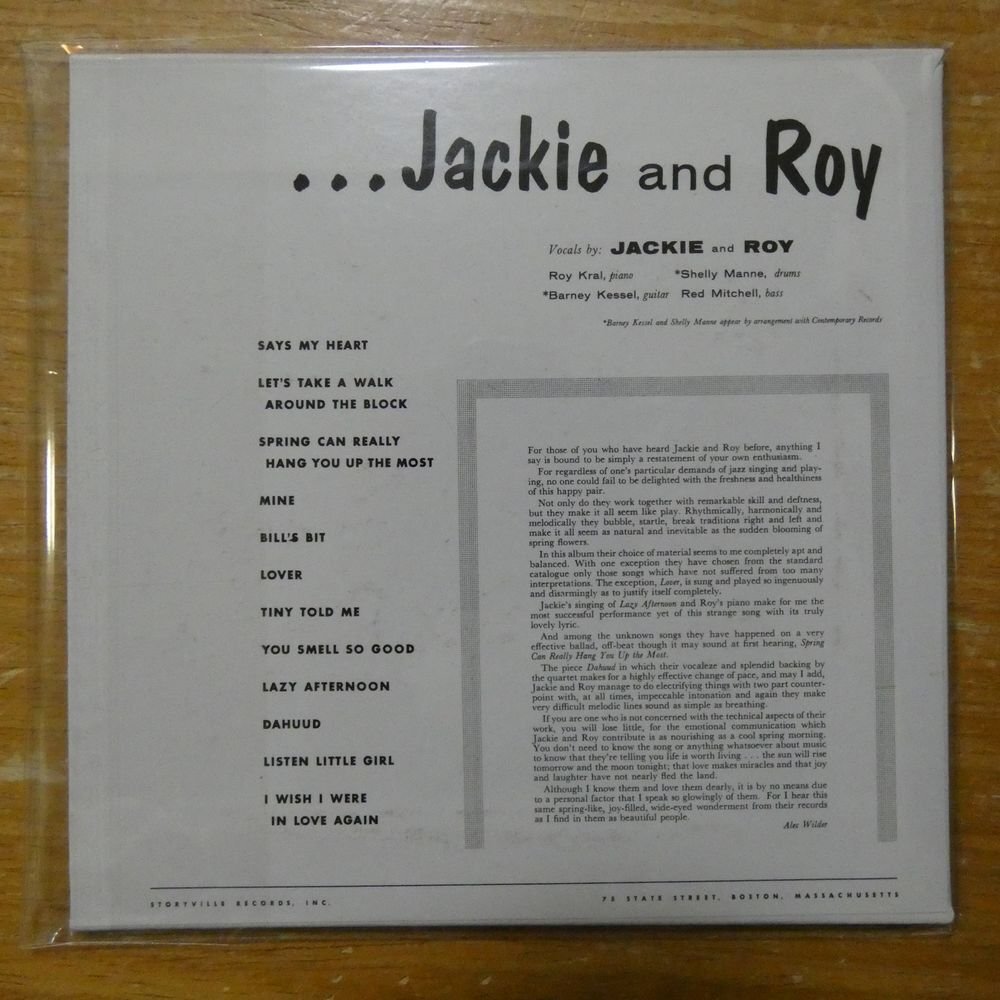 ...Jackie and Roy
Vocals by: JACKIE and ROY
Roy Kral, piano *Shelly Manne, drums
*Barney Kessel, guitar Red Mitchell, bass
*Barney Kessel and Shelly Manne appear by arrangement with Contemporary Records
SAYS MY HEART
LET'S TAKE A WALK
AROUND THE BLOCK
SPRING CAN REALLY
HANG YOU UP THE MOST
MINE
BILL'S BIT
LOVER
TINY TOLD ME
YOU SMELL SO GOOD
LAZY AFTERNOON
DAHUUD
LISTEN LITTLE GIRL
I WISH I WERE
IN LOVE AGAIN
For those of you who have heard Jackie and Roy before, anything I
say is bound to be simply a restatement of your own enthusiasm.
For regardless of one's particular demands of jazz singing and play-
ing, no one could fail to be delighted with the freshness and healthiness
of this happy pair.
Not only do they work together with remarkable skill and deftness,
but they make it all seem like play. Rhythmically, harmonically and
melodically they bubble, startle, break traditions right and left and
make it all seem as natural and inevitable as the sudden blooming of
spring flowers.
In this album their choice of material seems to me completely apt and
balanced. With one exception they have chosen from the standard
catalogue only those songs which have not suffered from too many
interpretations. The exception, Lover, is sung and played so ingenuously
and disarmingly as to justify itself completely.
Jackie's singing of Lazy Afternoon and Roy's piano make for me the
most successful performance yet of this strange song with its truly
lovely lyric.
And among the unknown songs they have happened on a very
effective ballad, off-beat though it may sound at first hearing, Spring
Can Really Hang You Up the Most.
The piece Dahuud in which their vocaleze and splendid backing by
the quartet makes for a highly effective change of pace, and may I add,
Jackie and Roy manage to do electrifying things with two part counter-
point with, at all times, impeccable intonation and again they make
very difficult melodic lines sound as simple as breathing.
If you are one who is not concerned with the technical aspects of their
work, you will lose little, for the emotional communication which
Jackie and Roy contribute is as nourishing as a cool spring morning.
You don't need to know the song or anything whatsoever about music
to know that they're telling you life is worth living . . . the sun will rise
tomorrow and the moon tonight; that love makes miracles and that joy
and laughter have not nearly fled the land.
Although I know them and love them dearly, it is by no means due
to a personal factor that I speak so glowingly of them. For I hear this
same spring-like, joy-filled, wide-eyed wonderment from their records
as I find in them as beautiful people.
Alec Wilder
STORYVILLE RECORDS, INC. 75 STATE STREET, BOSTON, MASSACHUSETTS